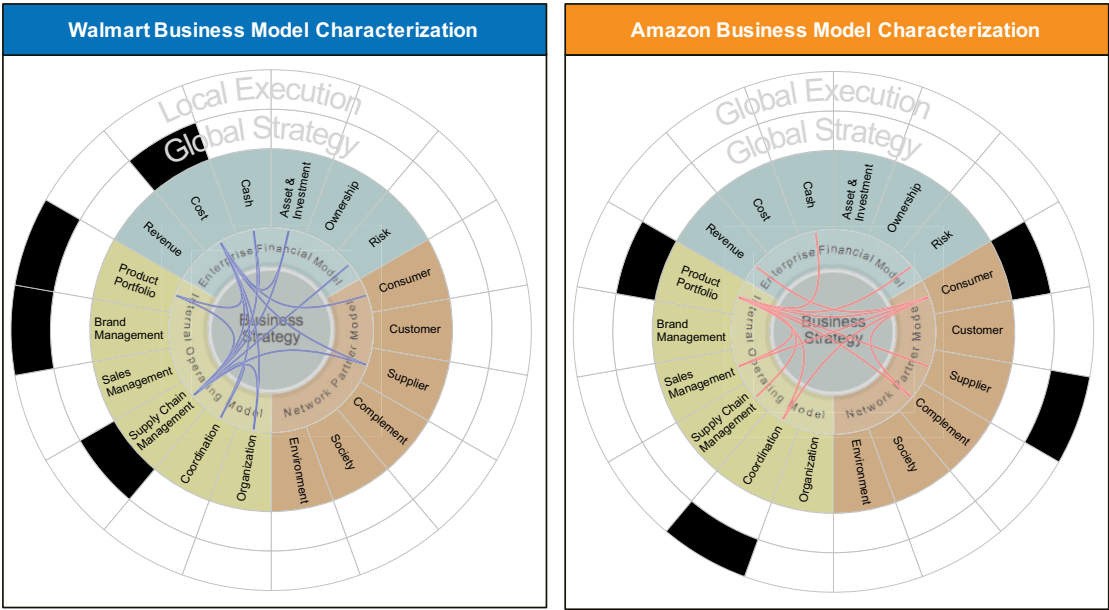 Walmart Business Model Characterization
Local Execution
Global Strategy
Revenue
Cost
Cash
Asset &
Investment
Ownership
Risk
Product
Portfolio
Brand
Management
Sales
Management
Supply Chain
Management
Coordination
Organization
Environment
Society
Complement
Supplier
Customer
Consumer
Enterprise Financial Model
Internal Operating Model
Network Partner Model
Business
Strategy
Amazon Business Model Characterization
Global Execution
Global Strategy
Revenue
Cost
Cash
Asset &
Investment
Ownership
Risk
Product
Portfolio
Brand
Management
Sales
Management
Supply Chain
Management
Coordination
Organization
Environment
Society
Complement
Supplier
Customer
Consumer
Enterprise Financial Model
Internal Operating Model
Network Partner Model
Business
Strategy